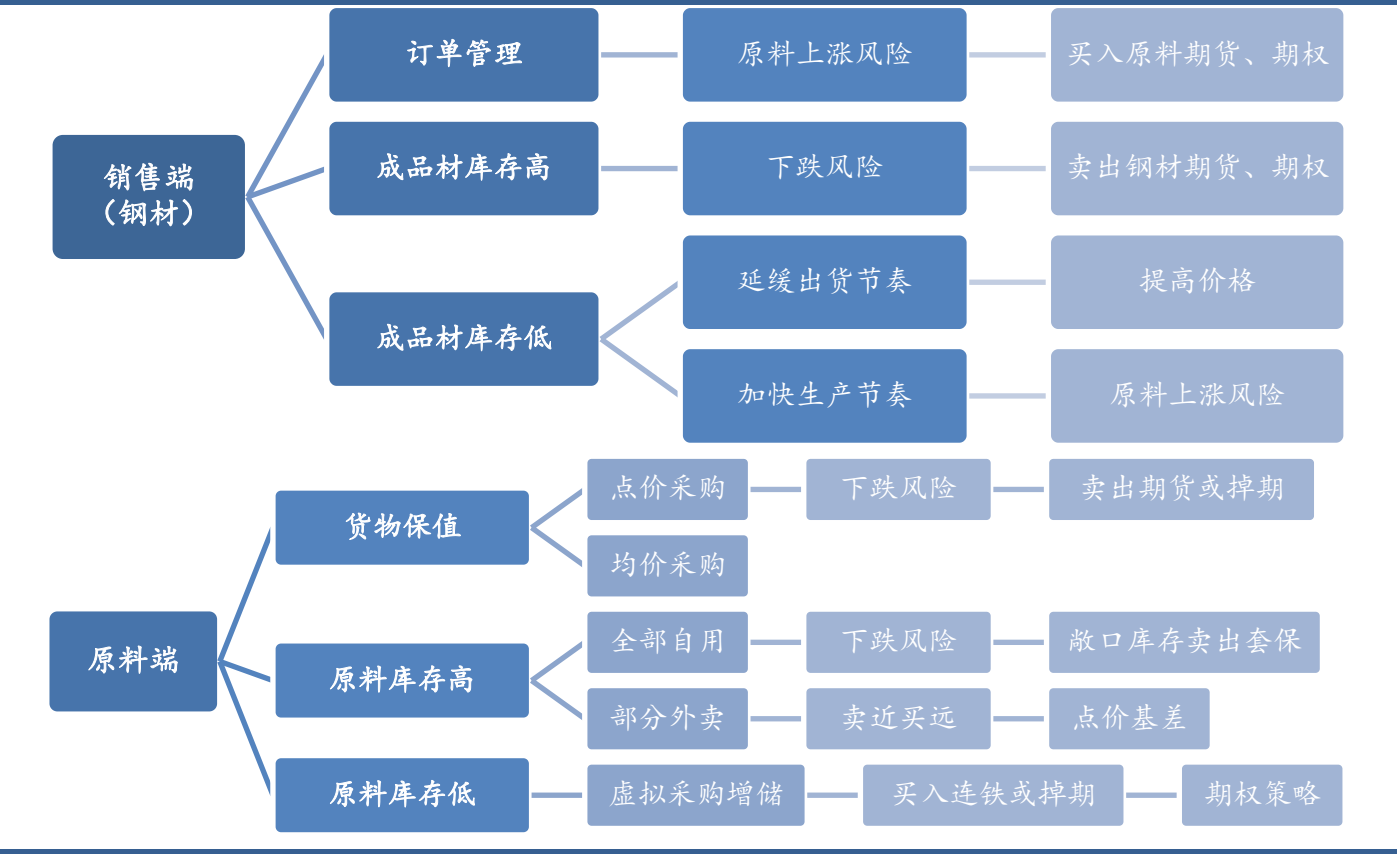 订单管理
原料上涨风险
买入原料期货、期权
销售端
（钢材）
成品材库存高
下跌风险
卖出钢材期货、期权
成品材库存低
延缓出货节奏
提高价格
加快生产节奏
原料上涨风险
原料端
货物保值
点价采购
下跌风险
卖出期货或掉期
均价采购
原料库存高
全部自用
下跌风险
敞口库存卖出套保
部分外卖
卖近买远
点价基差
原料库存低
虚拟采购增储
买入连铁或掉期
期权策略